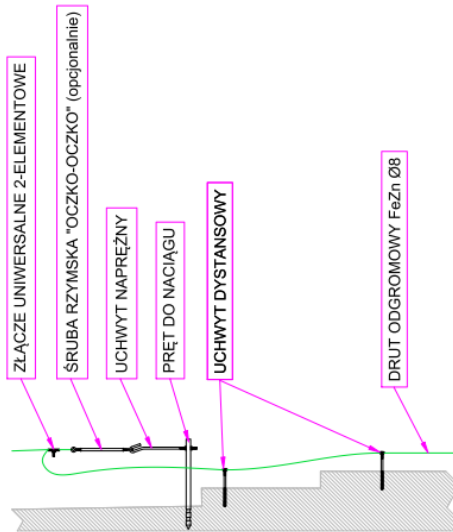 ZŁĄCZE UNIWERSALNE 2-ELEMENTOWE
ŚRUBA RZYMSKA "OCZKO-OCZKO" (opcjonalnie)
UCHWYT NAPRĘŻNY
PRĘT DO NACIĄGU
UCHWYT DYSTANSOWY
DRUT ODGROMOWY FeZn Ø8